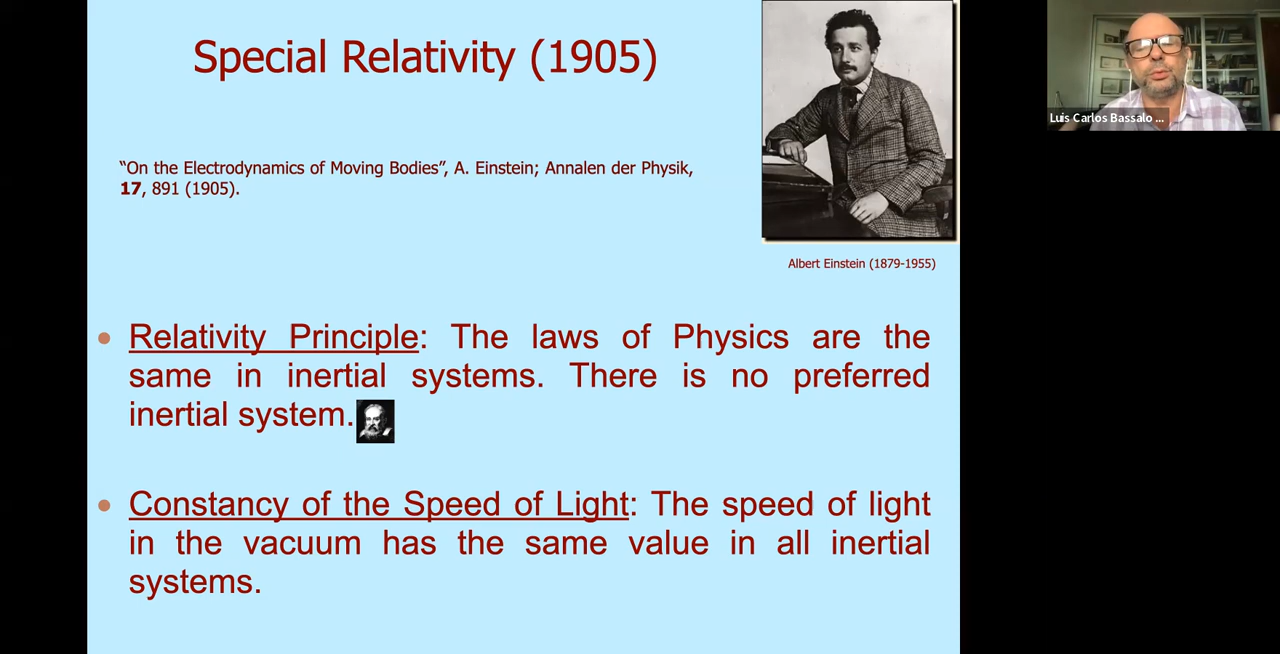 Special Relativity (1905)
“On the Electrodynamics of Moving Bodies”, A. Einstein; Annalen der Physik,
17, 891 (1905).
Albert Einstein (1879-1955)
Luis Carlos Bassalo ...
• Relativity Principle: The laws of Physics are the
same in inertial systems. There is no preferred
inertial system.
• Constancy of the Speed of Light: The speed of light
in the vacuum has the same value in all inertial
systems.